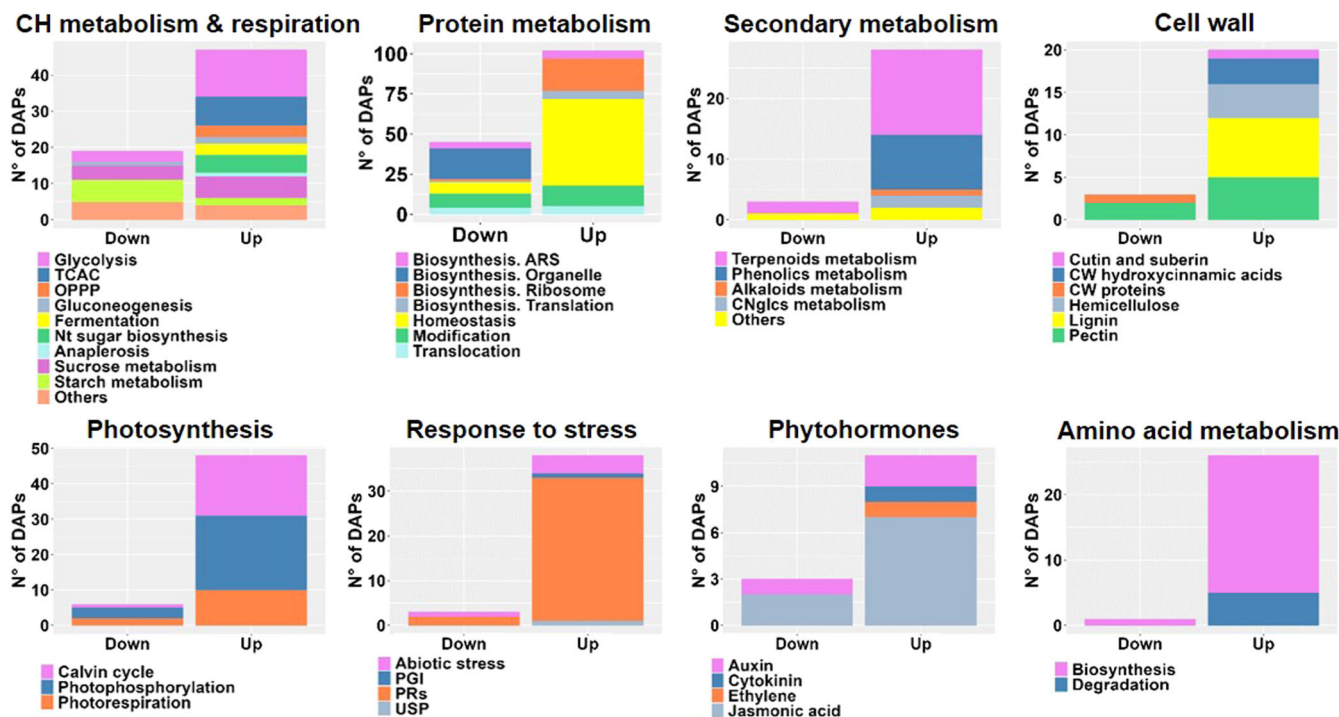 CH metabolism & respiration
N° of DAPs
40
30
20
10
0
Down Up
Glycolysis
TCAC
OPPP
Gluconeogenesis
Fermentation
Nt sugar biosynthesis
Anaplerosis
Sucrose metabolism
Starch metabolism
Others
Protein metabolism
N° of DAPs
100
75
50
25
0
Down Up
Biosynthesis. ARS
Biosynthesis. Organelle
Biosynthesis. Ribosome
Biosynthesis. Translation
Homeostasis
Modification
Translocation
Secondary metabolism
N° of DAPs
20
10
0
Down Up
Terpenoids metabolism
Phenolics metabolism
Alkaloids metabolism
CNglcs metabolism
Others
Cell wall
N° of DAPs
20
15
10
5
0
Down Up
Cutin and suberin
CW hydroxycinnamic acids
CW proteins
Hemicellulose
Lignin
Pectin
Photosynthesis
N° of DAPs
50
40
30
20
10
0
Down Up
Calvin cycle
Photophosphorylation
Photorespiration
Response to stress
N° of DAPs
30
20
10
0
Down Up
Abiotic stress
PGI
PRs
USP
Phytohormones
N° of DAPs
9
6
3
0
Down Up
Auxin
Cytokinin
Ethylene
Jasmonic acid
Amino acid metabolism
N° of DAPs
20
10
0
Down Up
Biosynthesis
Degradation